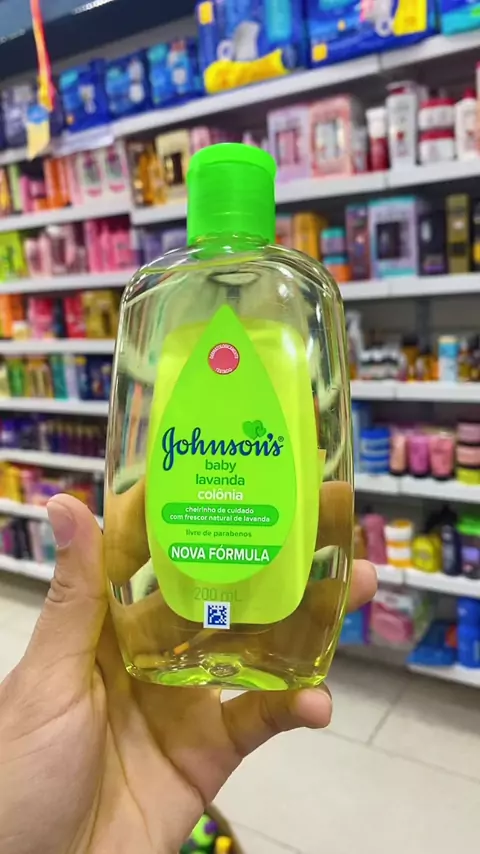 Johnson's®
baby
lavanda
colônia
cheirinho de cuidado
com frescor natural de lavanda
livre de parabenos
NOVA FÓRMULA
200 mL